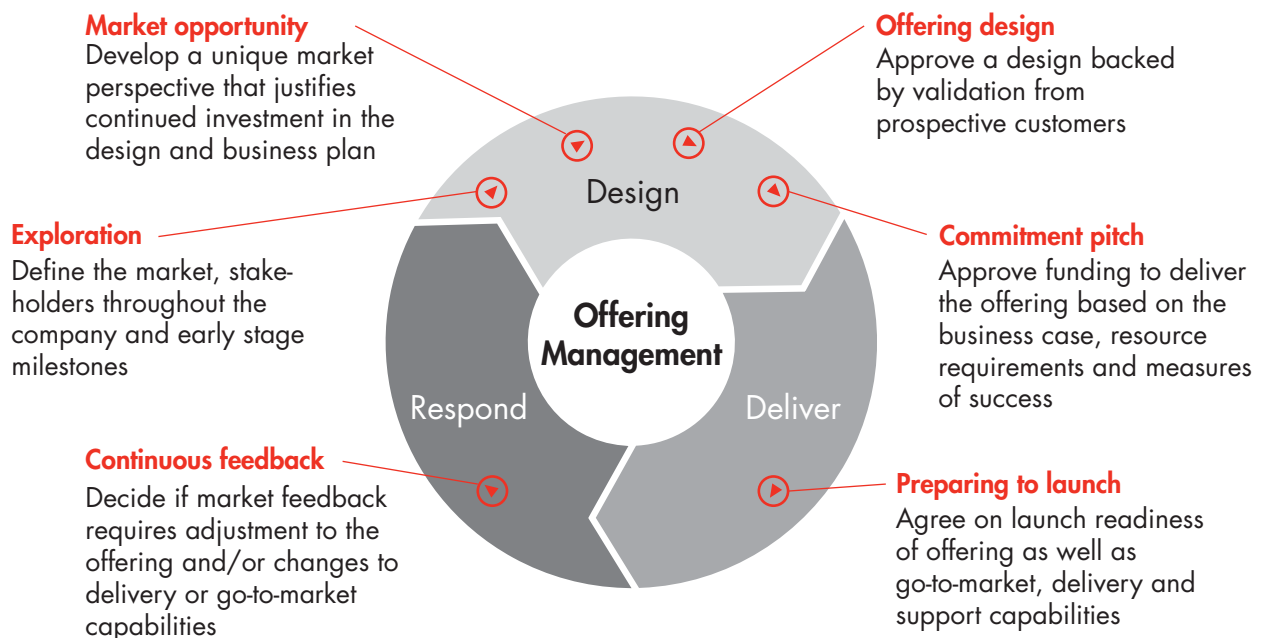 Market opportunity
Develop a unique market
perspective that justifies
continued investment in the
design and business plan
Offering design
Approve a design backed
by validation from
prospective customers
Design
Exploration
Define the market, stake-
holders throughout the
company and early stage
milestones
Commitment pitch
Approve funding to deliver
the offering based on the
business case, resource
requirements and measures
of success
Offering
Management
Respond
Deliver
Continuous feedback
Decide if market feedback
requires adjustment to the
offering and/or changes to
delivery or go-to-market
capabilities
Preparing to launch
Agree on launch readiness
of offering as well as
go-to-market, delivery and
support capabilities